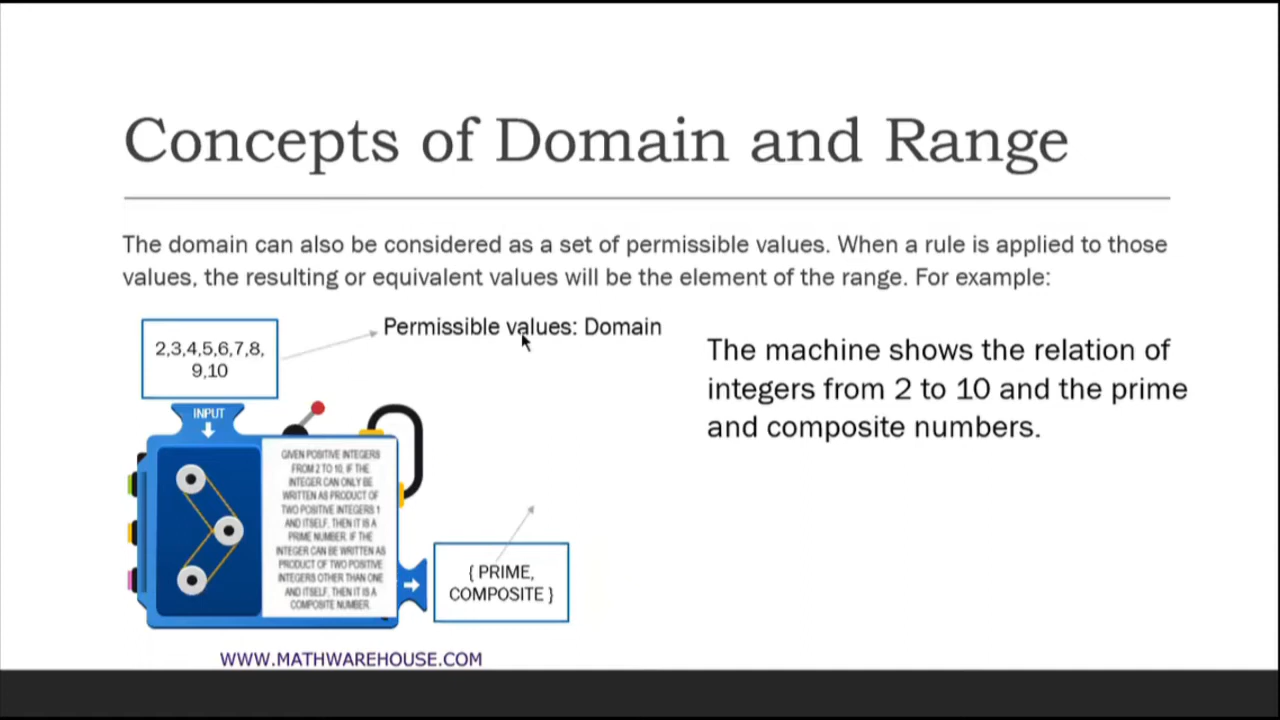 Concepts of Domain and Range
The domain can also be considered as a set of permissible values. When a rule is applied to those
values, the resulting or equivalent values will be the element of the range. For example:
2,3,4,5,6,7,8,
9,10
Permissible values: Domain
The machine shows the relation of
integers from 2 to 10 and the prime
and composite numbers.
INPUT
GIVEN POSITIVE INTEGERS
FROM 2 TO 10, IF THE
INTEGER CAN ONLY BE
WRITTEN AS PRODUCT OF
TWO POSITIVE INTEGERS 1
AND ITSELF, THEN IT IS A
PRIME NUMBER. IF THE
INTEGER CAN BE WRITTEN AS
PRODUCT OF TWO POSITIVE
INTEGERS OTHER THAN ONE
AND ITSELF, THEN IT IS A
COMPOSITE NUMBER.
{ PRIME,
COMPOSITE }
WWW.MATHWAREHOUSE.COM